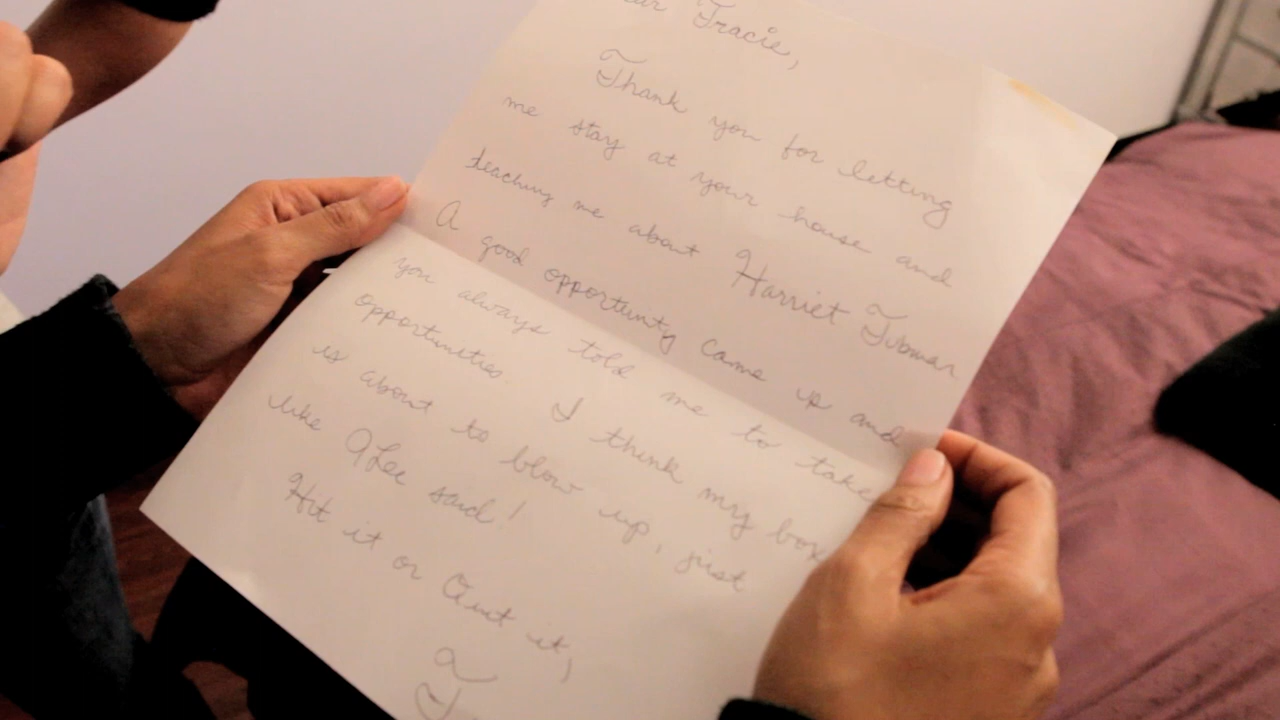 Tracie,
Thank you for letting
me stay at your house and
teaching me about Harriet Tubman
A good opportunity came up and
you always told me to take
opportunities. I think my box
is about to blow up, just
like said!
Hit it or Quit it,